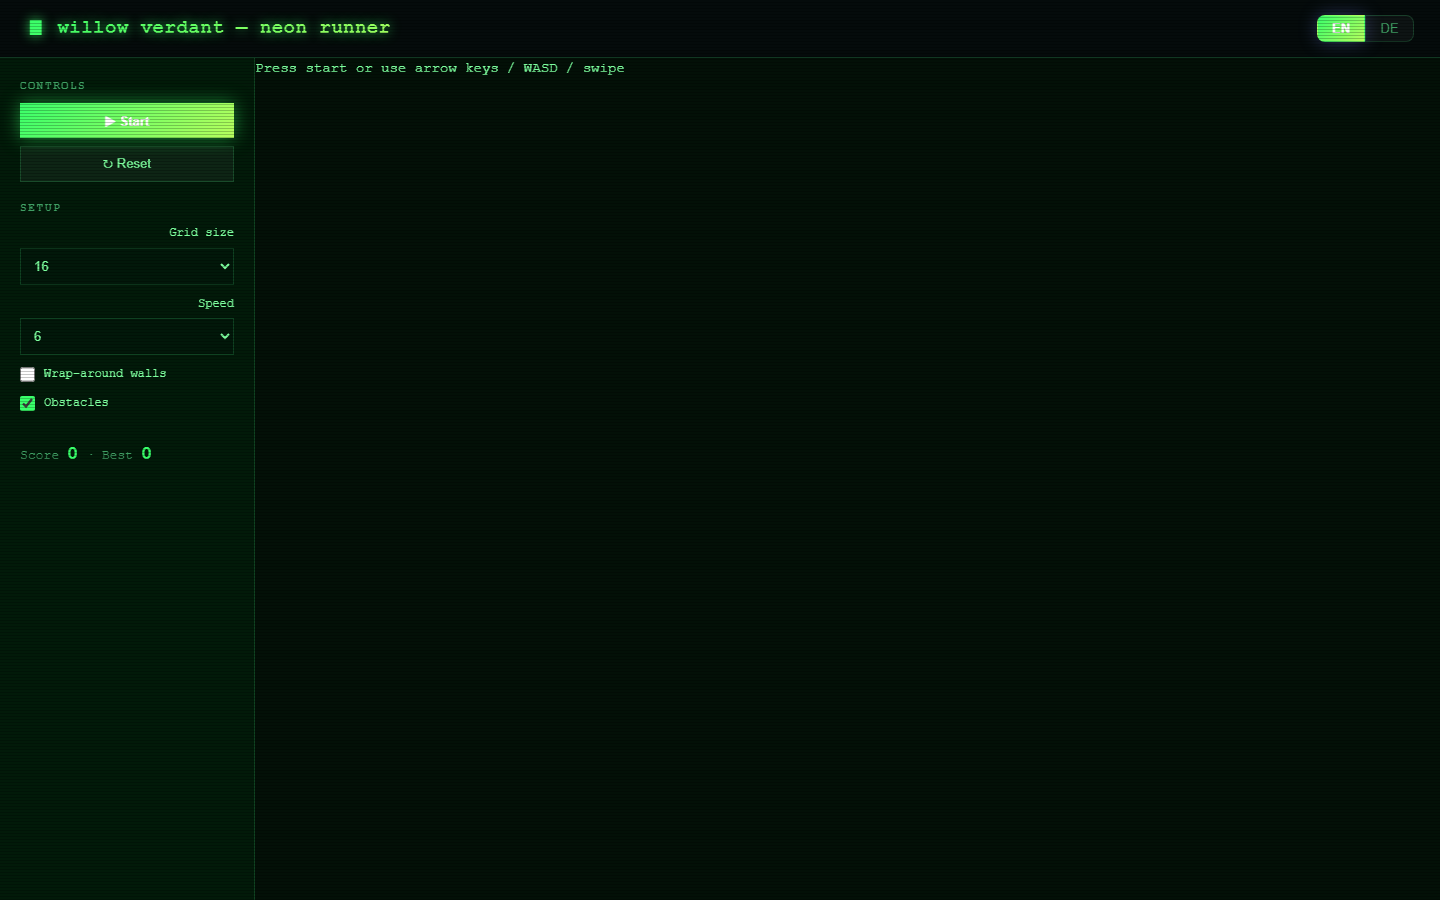 willow verdant — neon runner
EN DE
Press start or use arrow keys / WASD / swipe
CONTROLS
▶ Start
↻ Reset
SETUP
Grid size
16
Speed
6
Wrap-around walls
Obstacles
Score 0 · Best 0